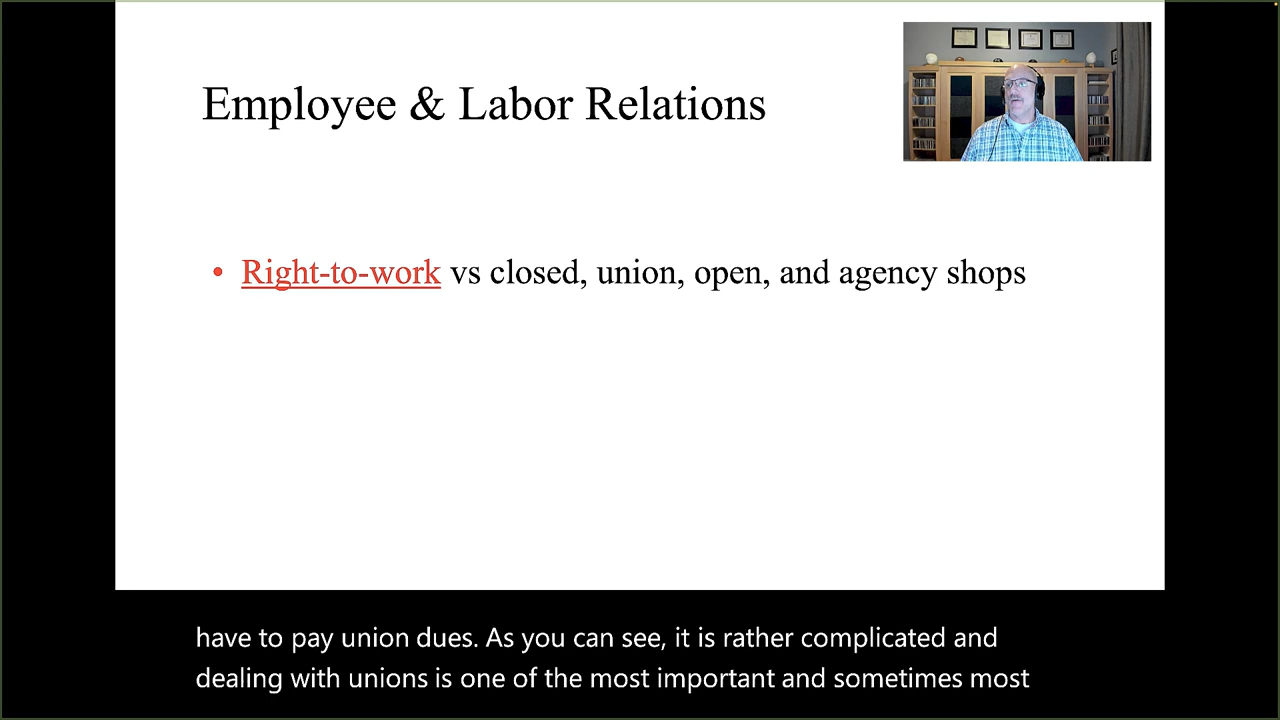 Employee & Labor Relations
• Right-to-work vs closed, union, open, and agency shops
have to pay union dues. As you can see, it is rather complicated and
dealing with unions is one of the most important and sometimes most